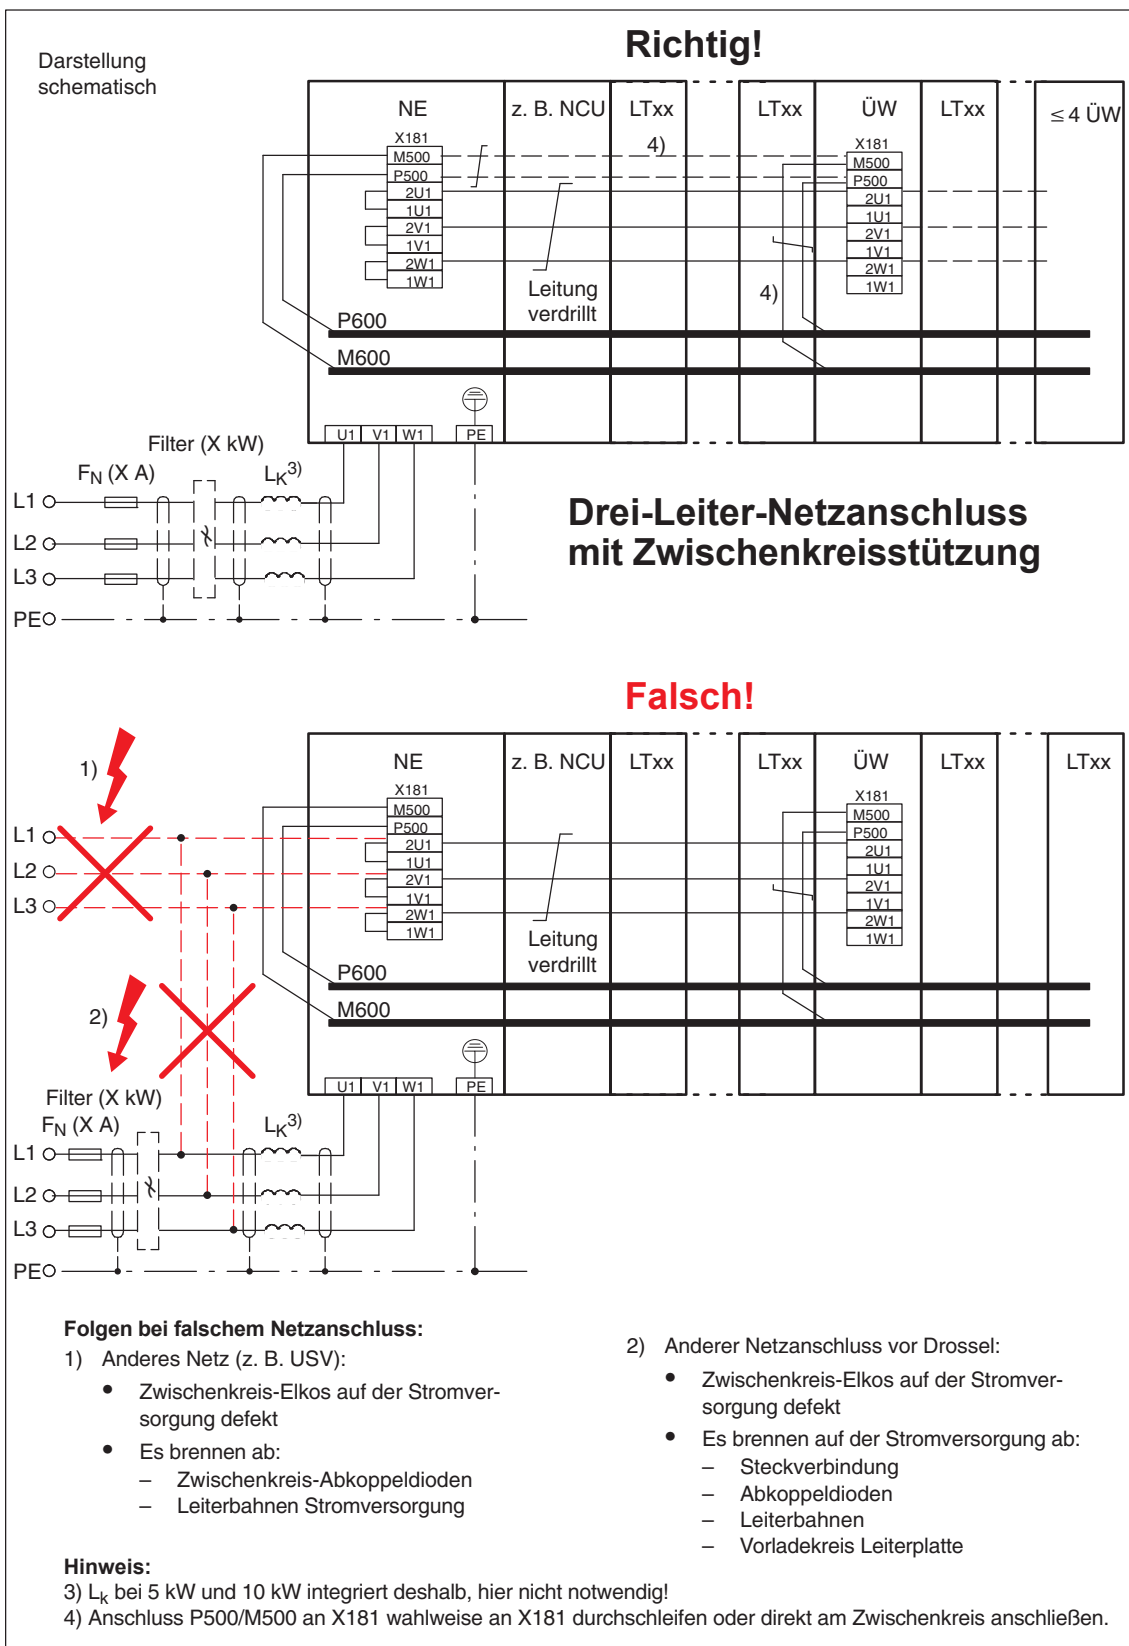 Richtig!
Darstellung
schematisch
NE
z. B. NCU
LTxx
LTxx
ÜW
LTxx
≤ 4 ÜW
4)
X181
M500
P500
2U1
1U1
2V1
1V1
2W1
1W1
X181
M500
P500
2U1
1U1
2V1
1V1
2W1
1W1
Leitung
verdrillt
4)
P600
M600
U1 V1 W1 PE
Filter (X kW)
FN (X A)
LK3)
L1
L2
L3
PE
Drei-Leiter-Netzanschluss
mit Zwischenkreisstützung
Falsch!
NE
z. B. NCU
LTxx
LTxx
ÜW
LTxx
LTxx
1)
X181
M500
P500
2U1
1U1
2V1
1V1
2W1
1W1
X181
M500
P500
2U1
1U1
2V1
1V1
2W1
1W1
L1
L2
L3
Leitung
verdrillt
P600
M600
2)
U1 V1 W1 PE
Filter (X kW)
FN (X A)
LK3)
L1
L2
L3
PE
Folgen bei falschem Netzanschluss:
1) Anderes Netz (z. B. USV):
• Zwischenkreis-Elkos auf der Stromver-
sorgung defekt
• Es brennen ab:
– Zwischenkreis-Abkoppeldioden
– Leiterbahnen Stromversorgung
2) Anderer Netzanschluss vor Drossel:
• Zwischenkreis-Elkos auf der Stromver-
sorgung defekt
• Es brennen auf der Stromversorgung ab:
– Steckverbindung
– Abkoppeldioden
– Leiterbahnen
– Vorladekreis Leiterplatte
Hinweis:
3) Lk bei 5 kW und 10 kW integriert deshalb, hier nicht notwendig!
4) Anschluss P500/M500 an X181 wahlweise an X181 durchschleifen oder direkt am Zwischenkreis anschließen.